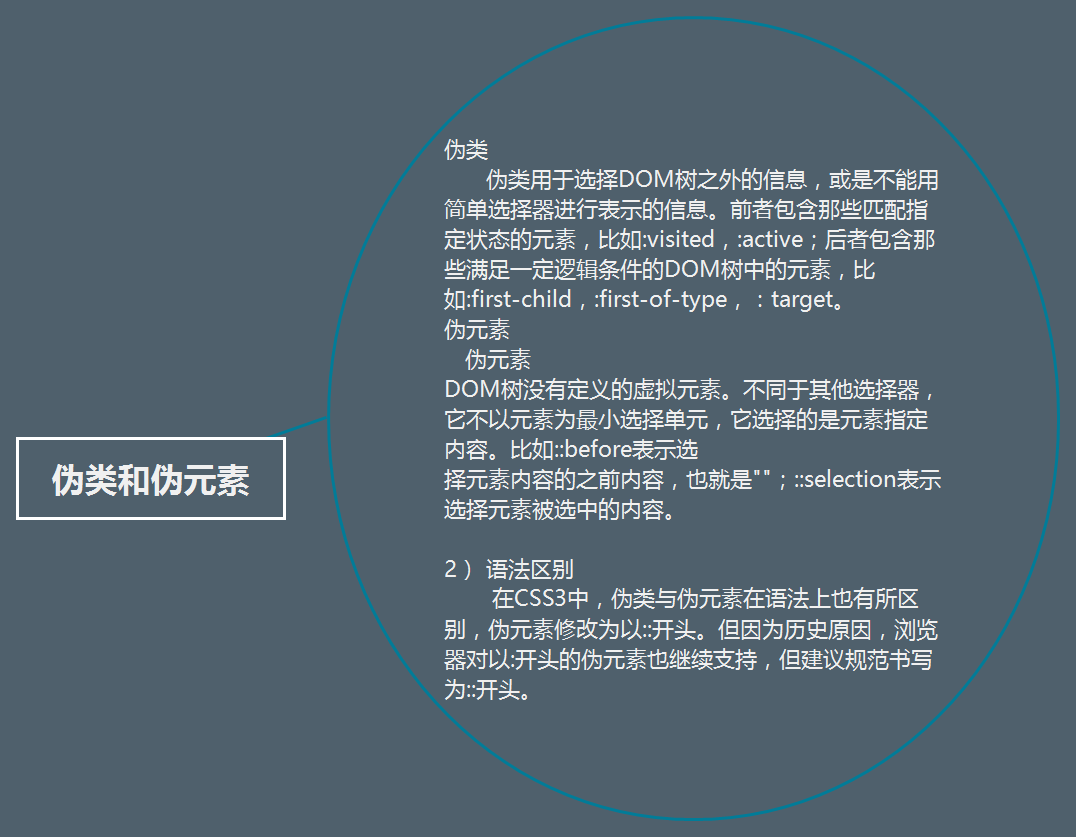 伪类
伪类用于选择DOM树之外的信息，或是不能用
简单选择器进行表示的信息。前者包含那些匹配指
定状态的元素，比如:visited，:active；后者包含那
些满足一定逻辑条件的DOM树中的元素，比
如:first-child，:first-of-type，：target。
伪元素
伪元素
DOM树没有定义的虚拟元素。不同于其他选择器，
它不以元素为最小选择单元，它选择的是元素指定
内容。比如::before表示选
择元素内容的之前内容，也就是""；::selection表示
选择元素被选中的内容。
2） 语法区别
在CSS3中，伪类与伪元素在语法上也有所区
别，伪元素修改为以::开头。但因为历史原因，浏览
器对以:开头的伪元素也继续支持，但建议规范书写
为::开头。
伪类和伪元素